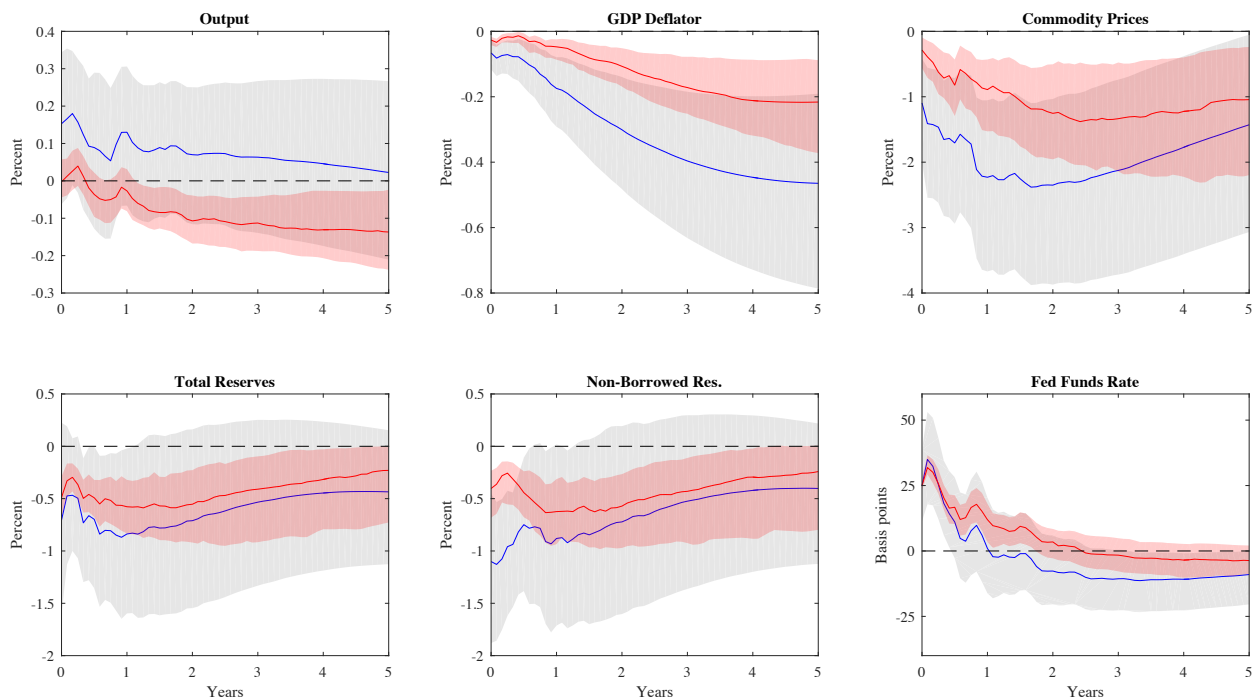 Output
GDP Deflator
Commodity Prices
Percent
0.4
0.3
0.2
0.1
0
-0.1
-0.2
-0.3
0 1 2 3 4 5
Percent
0
-0.2
-0.4
-0.6
-0.8
0 1 2 3 4 5
Percent
0
-1
-2
-3
-4
0 1 2 3 4 5
Total Reserves
Non-Borrowed Res.
Fed Funds Rate
Percent
0.5
0
-0.5
-1
-1.5
-2
0 1 2 3 4 5
Years
Percent
0.5
0
-0.5
-1
-1.5
-2
0 1 2 3 4 5
Years
Basis points
50
25
0
-25
0 1 2 3 4 5
Years